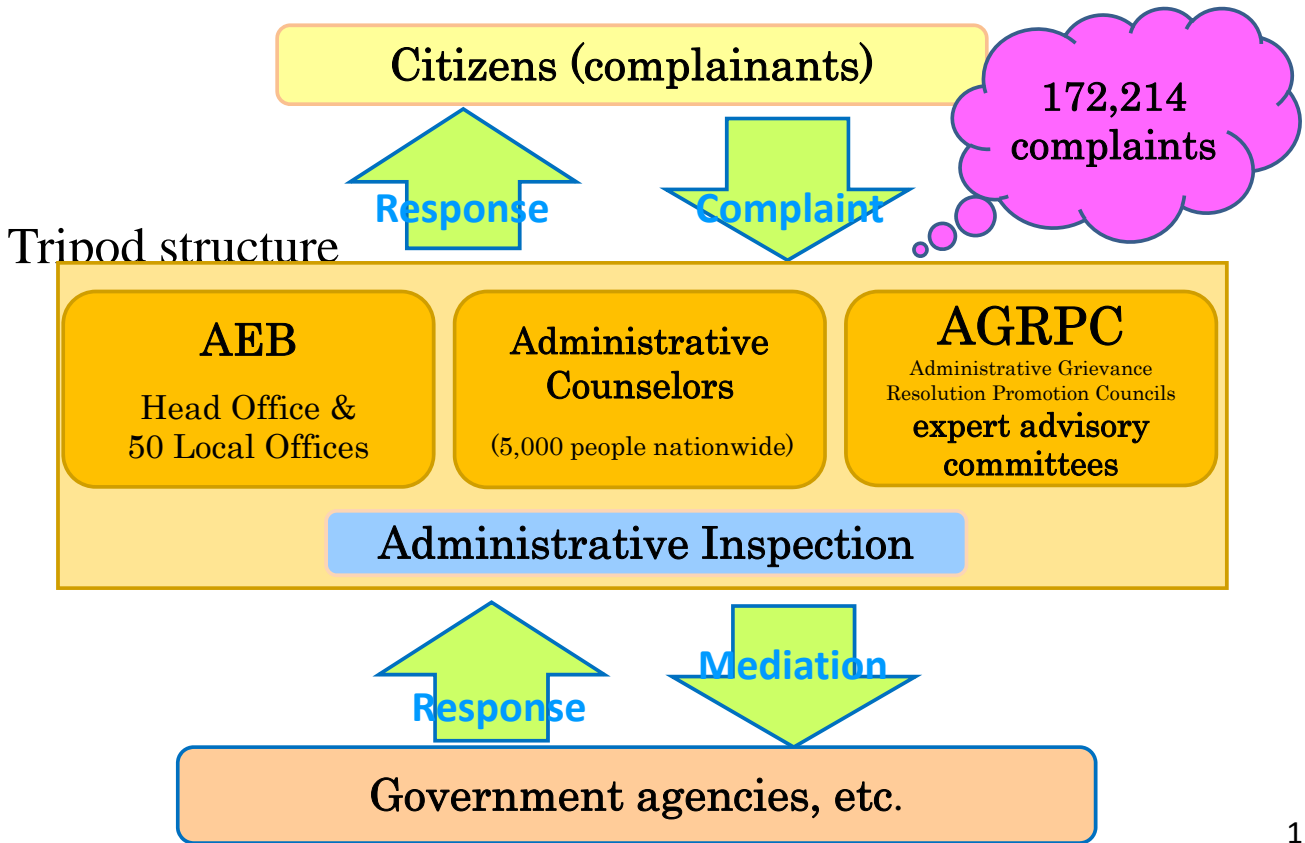 Citizens (complainants)
172,214
complaints
Response
Complaint
Tripod structure
AEB
Head Office &
50 Local Offices
Administrative
Counselors
(5,000 people nationwide)
AGRPC
Administrative Grievance
Resolution Promotion Councils
expert advisory
committees
Administrative Inspection
Response
Mediation
Government agencies, etc.
1